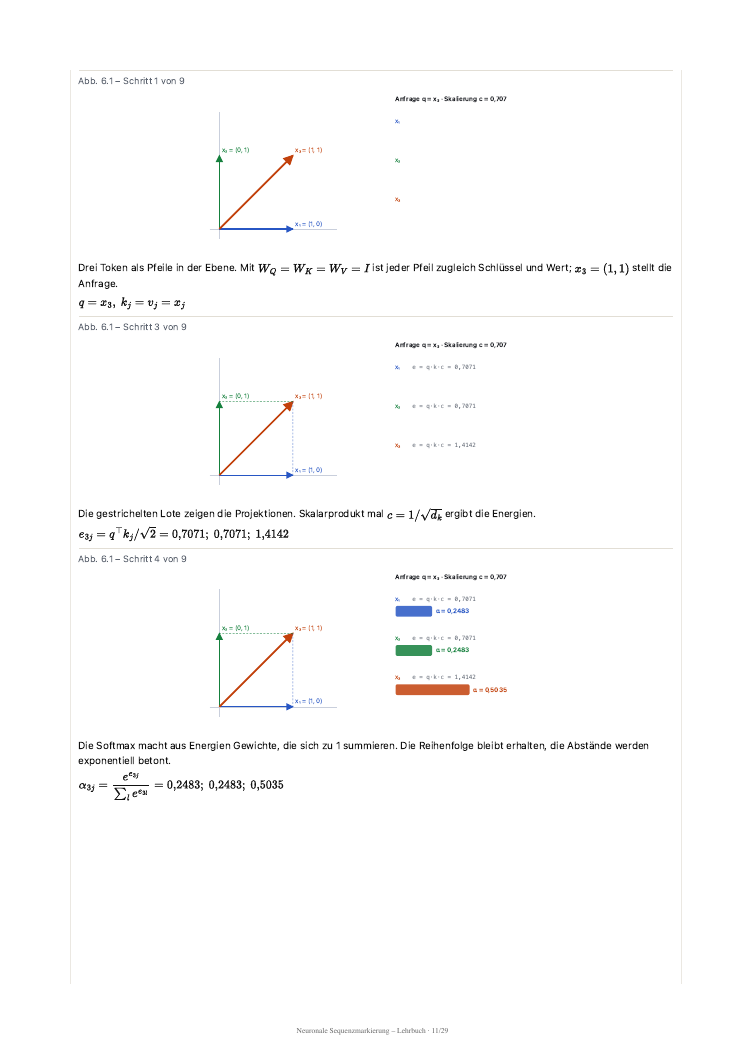 Abb. 6.1 – Schritt 1 von 9
Anfrage q = x₃ · Skalierung c = 0,707
x₁
x₂
x₃
x₂ = (0, 1)
x₃ = (1, 1)
x₁ = (1, 0)
Drei Token als Pfeile in der Ebene. Mit W_Q = W_K = W_V = I ist jeder Pfeil zugleich Schlüssel und Wert; x₃ = (1, 1) stellt die
Anfrage.
q = x₃, k_j = v_j = x_j
Abb. 6.1 – Schritt 3 von 9
Anfrage q = x₃ · Skalierung c = 0,707
x₁ e = q·k·c = 0,7071
x₂ e = q·k·c = 0,7071
x₃ e = q·k·c = 1,4142
x₂ = (0, 1)
x₃ = (1, 1)
x₁ = (1, 0)
Die gestrichelten Lote zeigen die Projektionen. Skalarprodukt mal c = 1/√d_k ergibt die Energien.
e_{3j} = q^⊤ k_j/√2 = 0,7071; 0,7071; 1,4142
Abb. 6.1 – Schritt 4 von 9
Anfrage q = x₃ · Skalierung c = 0,707
x₁ e = q·k·c = 0,7071
α = 0,2483
x₂ e = q·k·c = 0,7071
α = 0,2483
x₃ e = q·k·c = 1,4142
α = 0,5035
x₂ = (0, 1)
x₃ = (1, 1)
x₁ = (1, 0)
Die Softmax macht aus Energien Gewichte, die sich zu 1 summieren. Die Reihenfolge bleibt erhalten, die Abstände werden
exponentiell betont.
α_{3j} = e^{e_{3j}} / ∑_l e^{e_{3l}} = 0,2483; 0,2483; 0,5035
Neuronale Sequenzmarkierung – Lehrbuch · 11/29